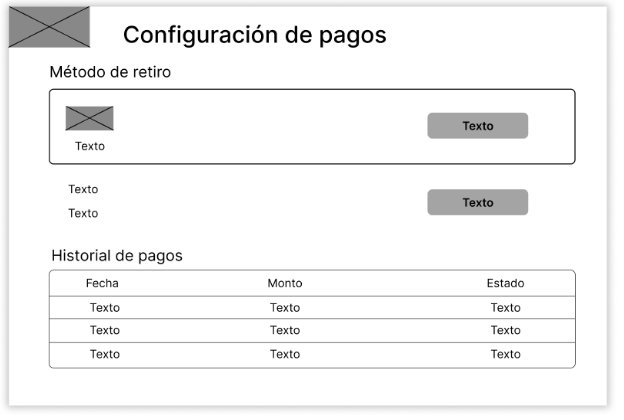 Configuración de pagos
Método de retiro
Texto
Texto
Texto
Texto
Texto
Historial de pagos
Fecha Monto Estado
Texto Texto Texto
Texto Texto Texto
Texto Texto Texto